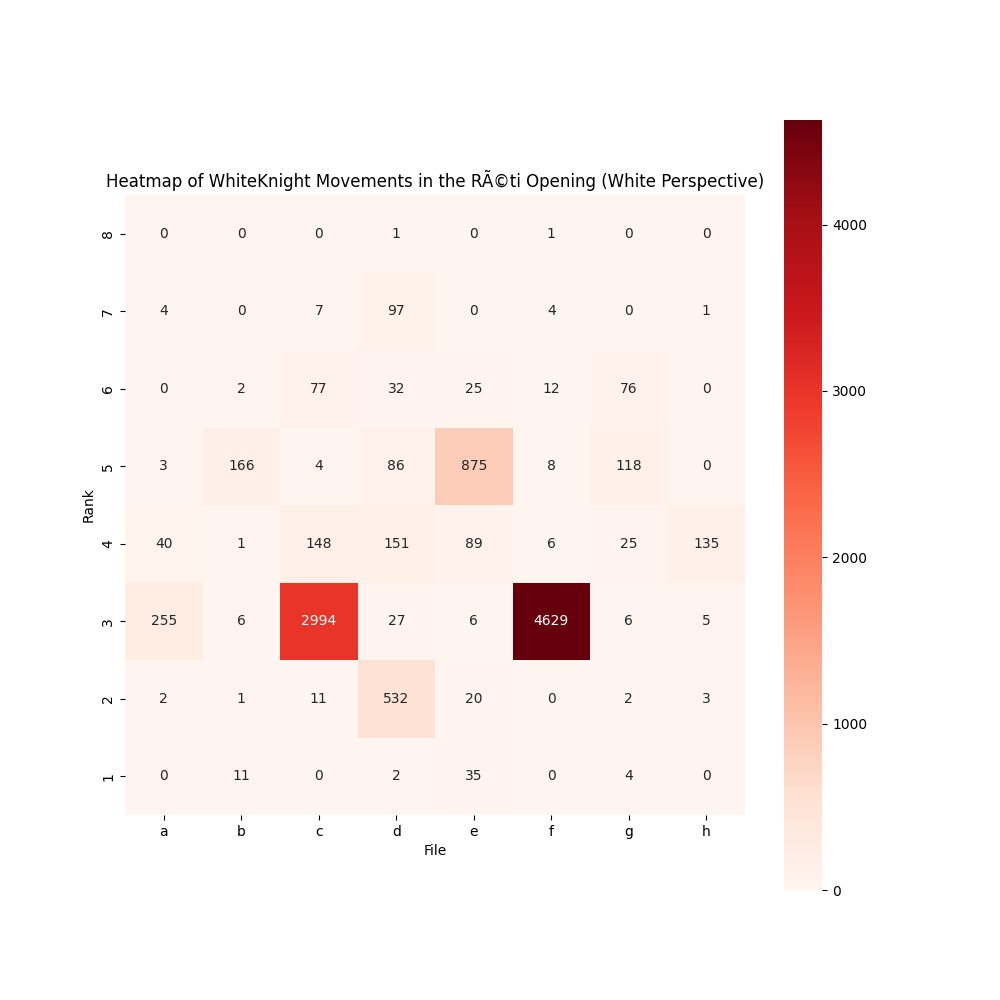 Heatmap of WhiteKnight Movements in the RÃ©ti Opening (White Perspective)
8 0 0 0 1 0 1 0 0
7 4 0 7 97 0 4 0 1
6 0 2 77 32 25 12 76 0
5 3 166 4 86 875 8 118 0
4 40 1 148 151 89 6 25 135
3 255 6 2994 27 6 4629 6 5
2 2 1 11 532 20 0 2 3
1 0 11 0 2 35 0 4 0
a b c d e f g h
File
Rank
4000
3000
2000
1000
0